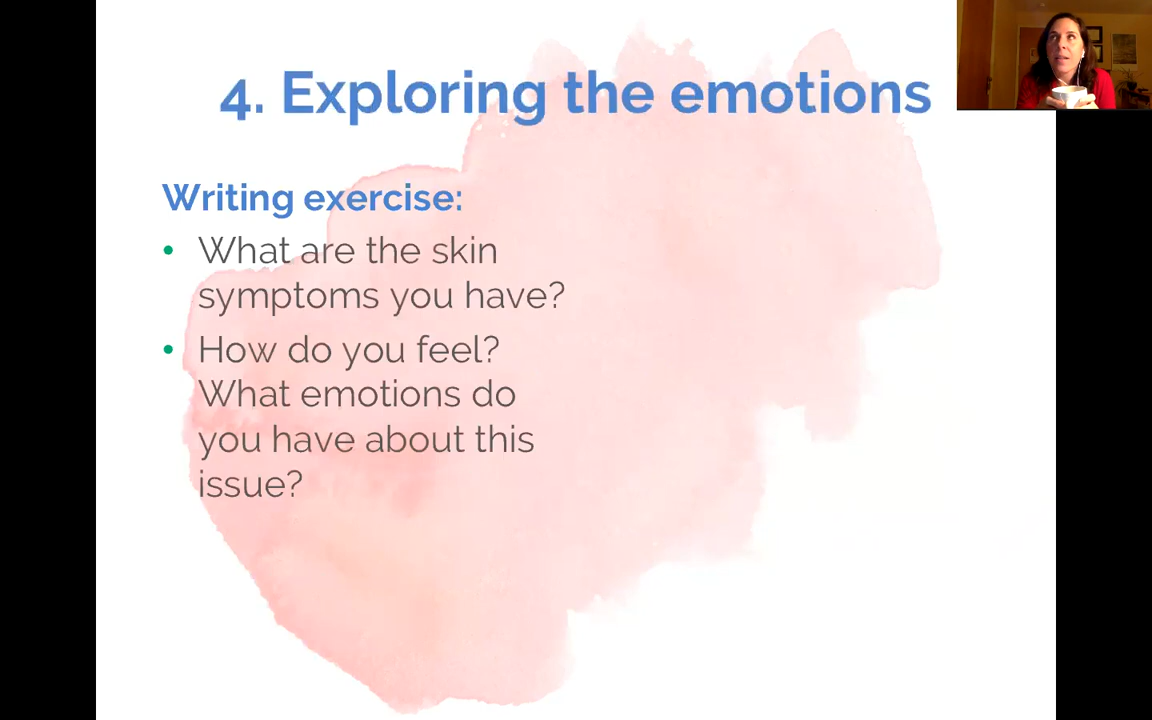 4. Exploring the emotions
Writing exercise:
• What are the skin
symptoms you have?
• How do you feel?
What emotions do
you have about this
issue?